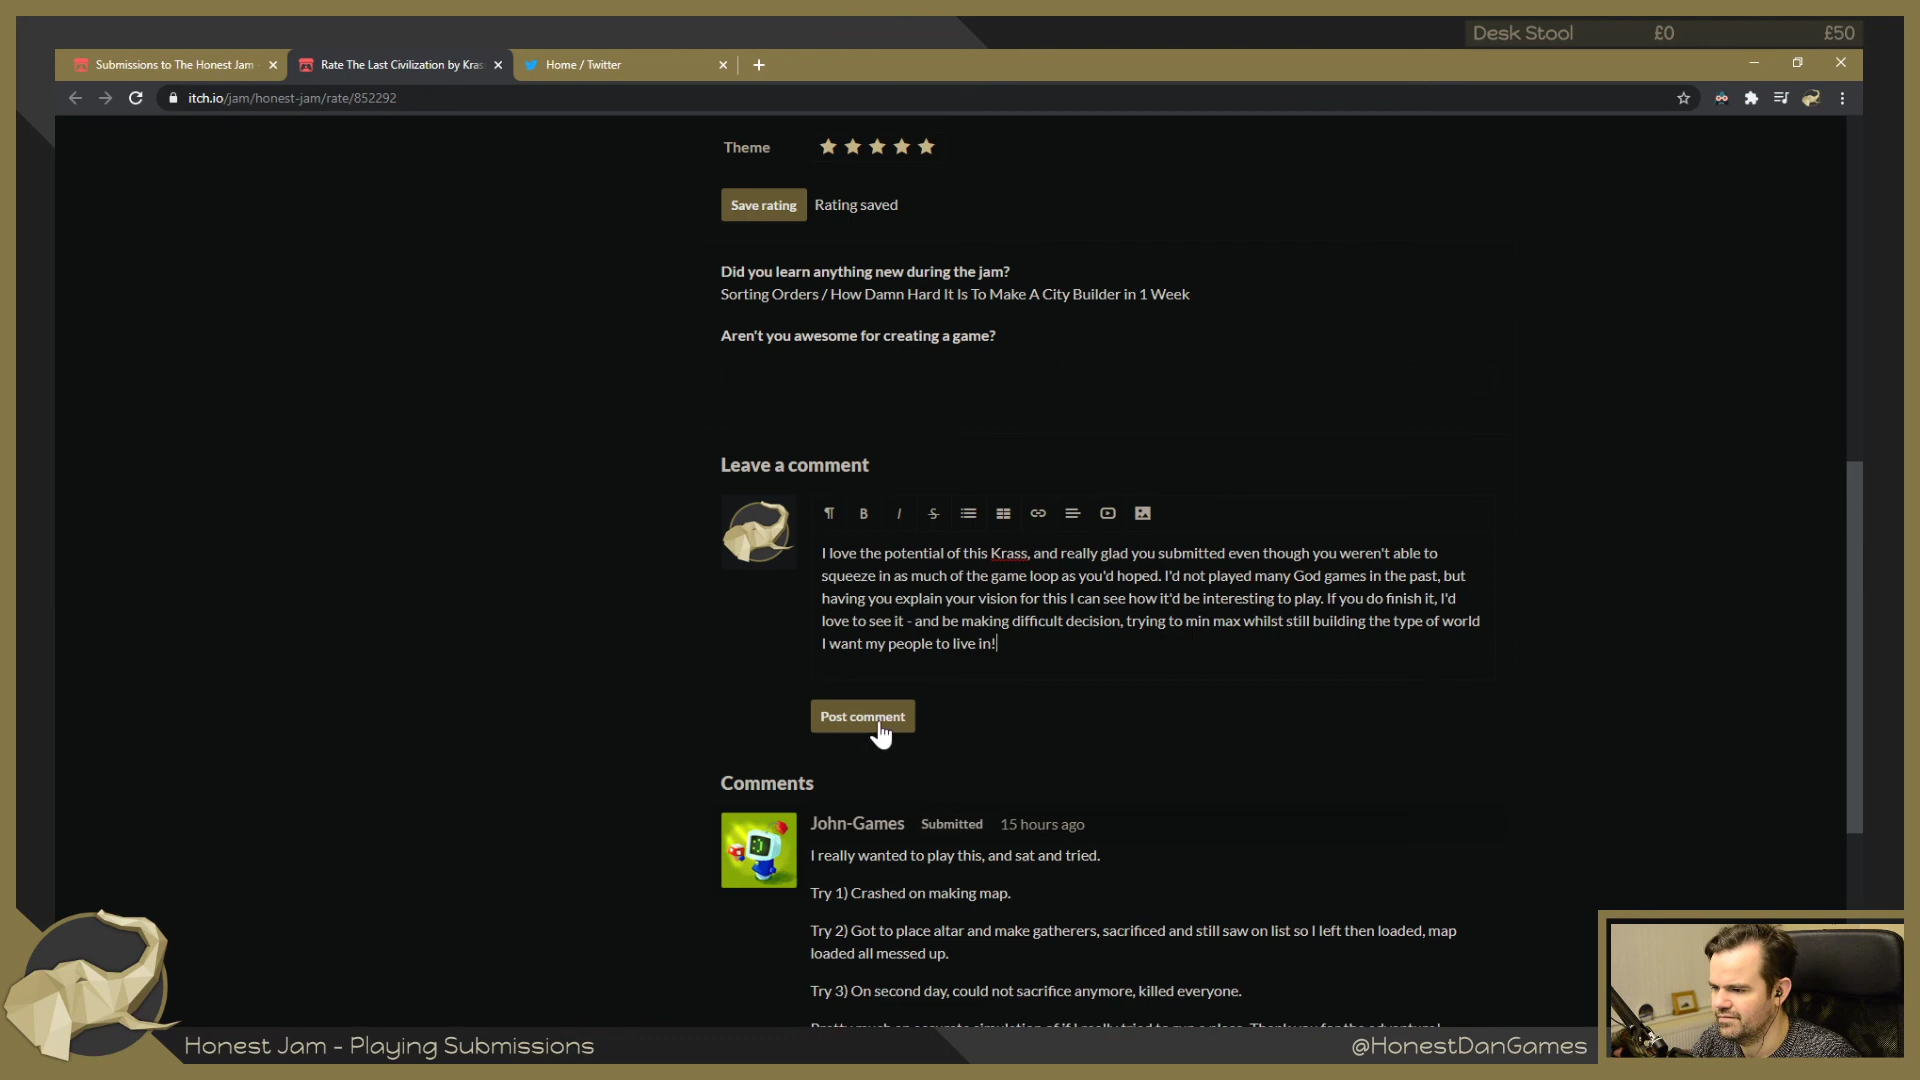 Desk Stool £0 £50
Submissions to The Honest Jam
Rate The Last Civilization by Kras
Home / Twitter
itch.io/jam/honest-jam/rate/852292
Theme
Save rating Rating saved
Did you learn anything new during the jam?
Sorting Orders / How Damn Hard It Is To Make A City Builder in 1 Week
Aren't you awesome for creating a game?
Leave a comment
I love the potential of this Krass, and really glad you submitted even though you weren't able to
squeeze in as much of the game loop as you'd hoped. I'd not played many God games in the past, but
having you explain your vision for this I can see how it'd be interesting to play. If you do finish it, I'd
love to see it - and be making difficult decision, trying to min max whilst still building the type of world
I want my people to live in!
Post comment
Comments
John-Games Submitted 15 hours ago
I really wanted to play this, and sat and tried.
Try 1) Crashed on making map.
Try 2) Got to place altar and make gatherers, sacrificed and still saw on list so I left then loaded, map
loaded all messed up.
Try 3) On second day, could not sacrifice anymore, killed everyone.
Honest Jam - Playing Submissions
@HonestDanGames